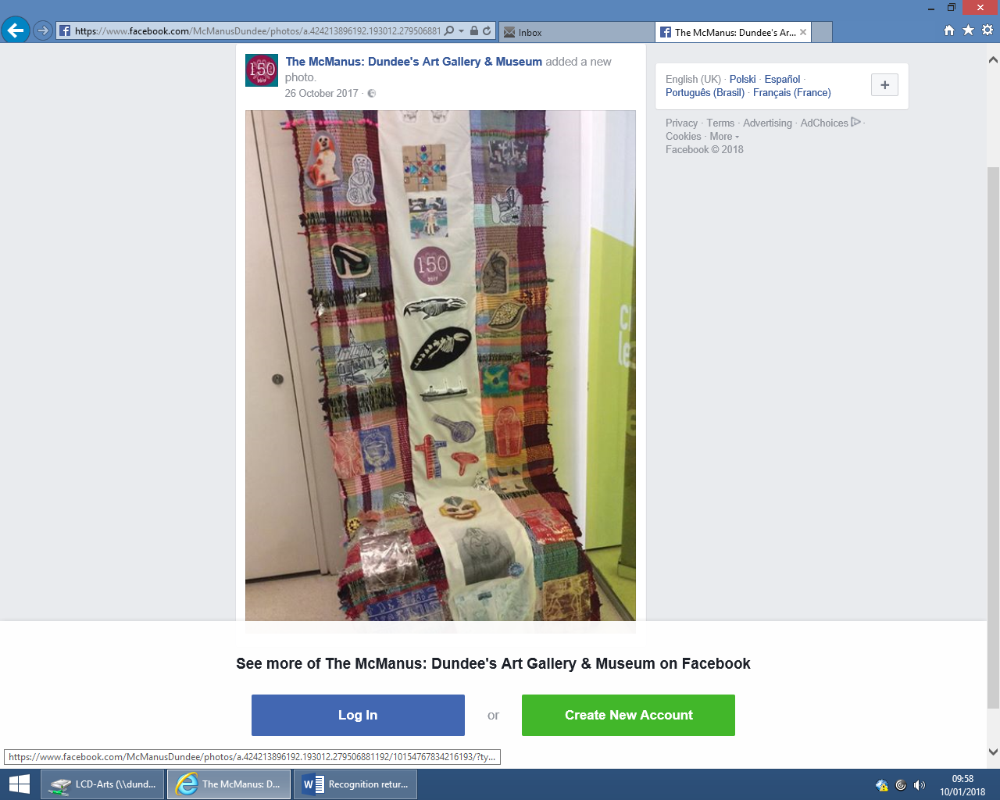 https://www.facebook.com/McManusDundee/photos/a.424213896192.193012.279506881
Inbox
The McManus: Dundee's Ar...
The McManus: Dundee's Art Gallery & Museum added a new
photo.
26 October 2017 ·
150
2017
150
2017
English (UK) · Polski · Español ·
Português (Brasil) · Français (France)
+
Privacy · Terms · Advertising · AdChoices ·
Cookies · More
Facebook © 2018
See more of The McManus: Dundee's Art Gallery & Museum on Facebook
Log In
or
Create New Account
https://www.facebook.com/McManusDundee/photos/a.424213896192.193012.279506881192/10154767834216193/?ty...
LCD-Arts (\\dund...
The McManus: D...
Recognition retur...
09:58
10/01/2018